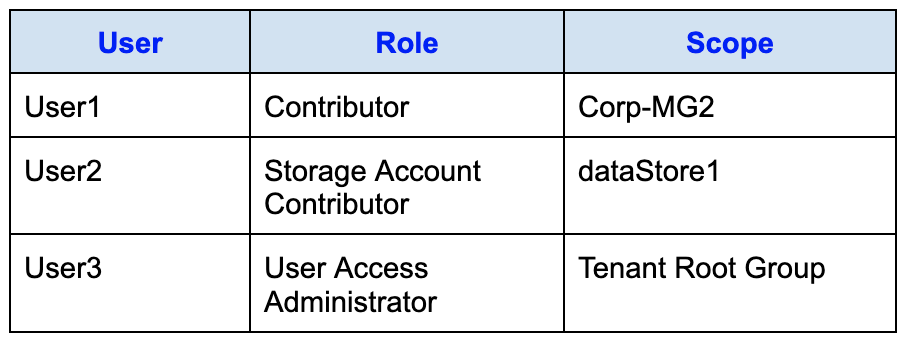 User Role Scope
User1 Contributor Corp-MG2
User2 Storage Account dataStore1
Contributor
User3 User Access Tenant Root Group
Administrator